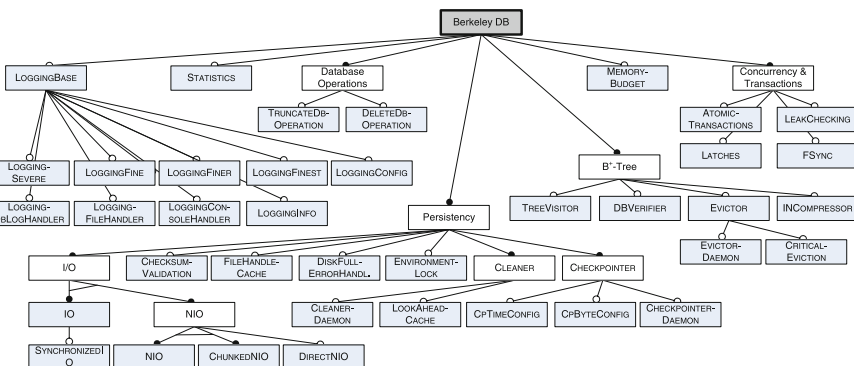 Berkeley DB
LOGGINGBASE
STATISTICS
Database
Operations
MEMORY-
BUDGET
Concurrency &
Transactions
TRUNCATEDB-
OPERATION
DELETEDB-
OPERATION
ATOMIC-
TRANSACTIONS
LEAKCHECKING
LATCHES
FSYNC
B+-Tree
LOGGING-
SEVERE
LOGGINGFINE
LOGGINGFINER
LOGGINGFINEST
LOGGINGCONFIG
LOGGING-
BLOGHANDLER
LOGGING-
FILEHANDLER
LOGGINGCON-
SOLEHANDLER
LOGGINGINFO
Persistency
TREEVISITOR
DBVERIFIER
EVICTOR
INCOMPRESSOR
EVICTOR-
DAEMON
CRITICAL-
EVICTION
I/O
CHECKSUM-
VALIDATION
FILEHANDLE-
CACHE
DISKFULL-
ERRORHANDL.
ENVIRONMENT-
LOCK
CLEANER
CHECKPOINTER
IO
NIO
CLEANER-
DAEMON
LOOKAHEAD-
CACHE
CPTIMECONFIG
CPBYTECONFIG
CHECKPOINTER-
DAEMON
SYNCHRONIZEDI
O
NIO
CHUNKEDNIO
DIRECTNIO